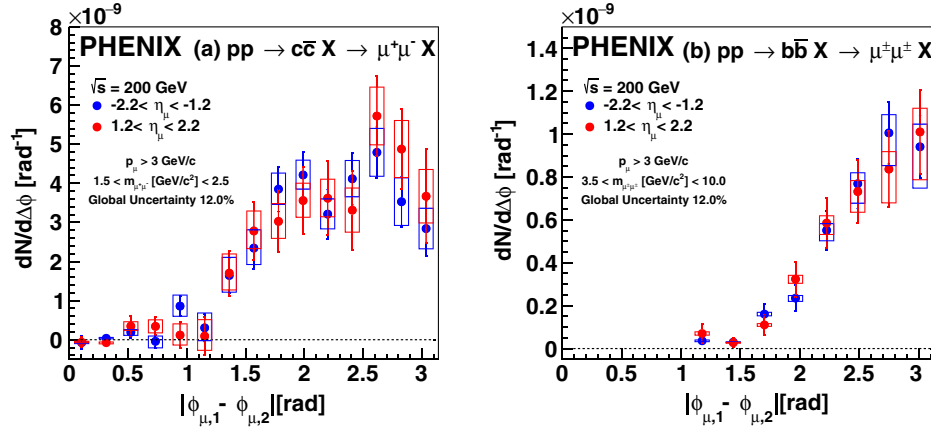 ×10⁻⁹
PHENIX (a) pp → cc̅ X → μ⁺μ⁻ X
√s = 200 GeV
-2.2< η_μ < -1.2
1.2< η_μ < 2.2
p_μ > 3 GeV/c
1.5 < m_μ⁺μ⁻ [GeV/c²] < 2.5
Global Uncertainty 12.0%
dN/dΔϕ [rad⁻¹]
8
7
6
5
4
3
2
1
0
0 0.5 1 1.5 2 2.5 3
|ϕ_μ,1 - ϕ_μ,2|[rad]
×10⁻⁹
PHENIX (b) pp → bb̅ X → μ±μ± X
√s = 200 GeV
-2.2< η_μ < -1.2
1.2< η_μ < 2.2
p_μ > 3 GeV/c
3.5 < m_μ±μ± [GeV/c²] < 10.0
Global Uncertainty 12.0%
dN/dΔϕ [rad⁻¹]
1.4
1.2
1
0.8
0.6
0.4
0.2
0
0 0.5 1 1.5 2 2.5 3
|ϕ_μ,1 - ϕ_μ,2|[rad]